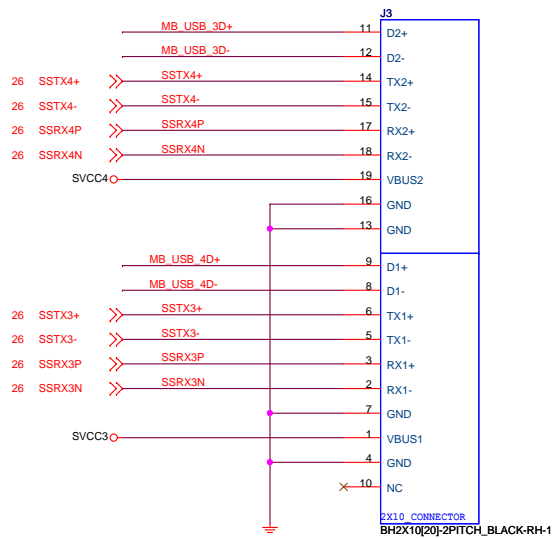 J3
MB_USB_3D+ 11 D2+
MB_USB_3D- 12 D2-
26 SSTX4+ SSTX4+ 14 TX2+
26 SSTX4- SSTX4- 15 TX2-
26 SSRX4P SSRX4P 17 RX2+
26 SSRX4N SSRX4N 18 RX2-
SVCC4 19 VBUS2
16 GND
13 GND
MB_USB_4D+ 9 D1+
MB_USB_4D- 8 D1-
26 SSTX3+ SSTX3+ 6 TX1+
26 SSTX3- SSTX3- 5 TX1-
26 SSRX3P SSRX3P 3 RX1+
26 SSRX3N SSRX3N 2 RX1-
7 GND
SVCC3 1 VBUS1
4 GND
10 NC
2X10_CONNECTOR
BH2X10[20]-2PITCH_BLACK-RH-1